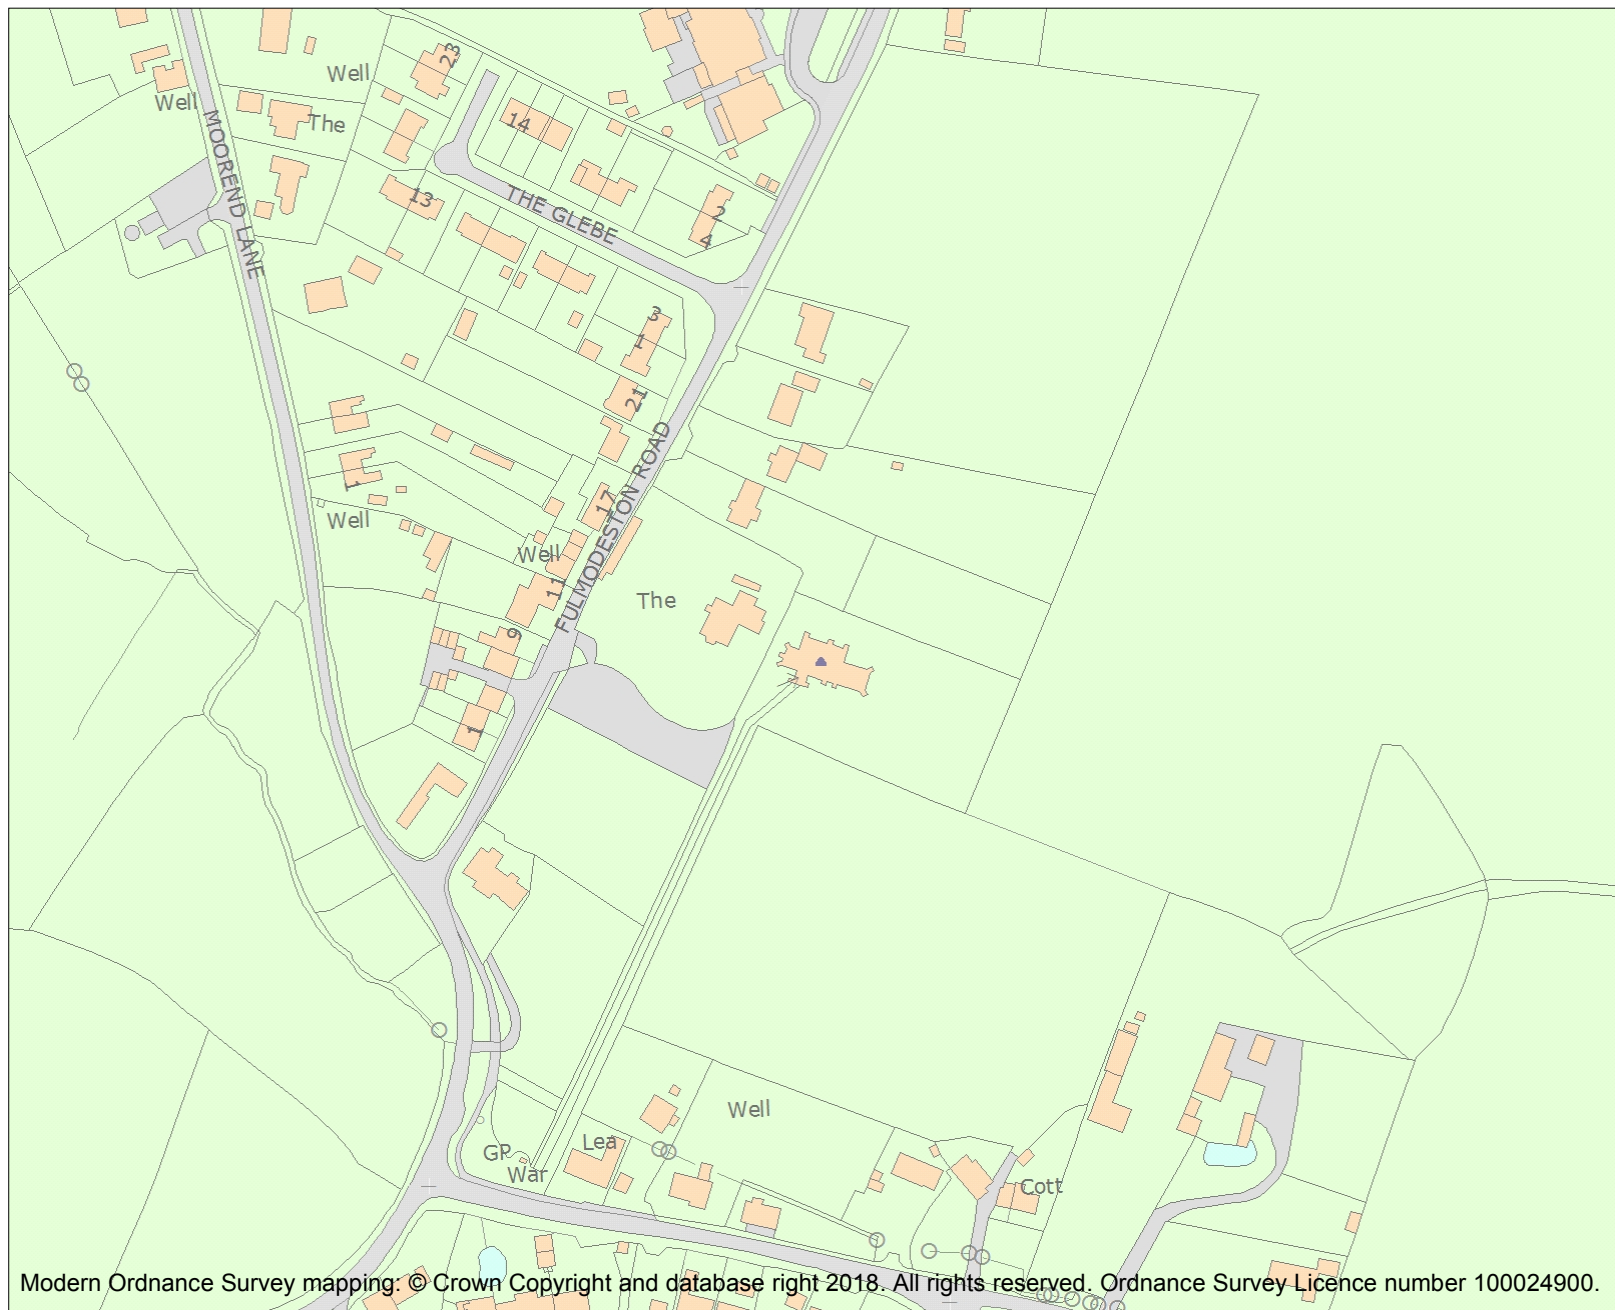 23
Well
Well
MOOREND LANE
The
14
13
THE GLEBE
2
4
3
1
21
FULMODESTON ROAD
1
17
Well
Well
11
The
9
1
Well
Lea
GP
War
Cott
Modern Ordnance Survey mapping: © Crown Copyright and database right 2018. All rights reserved. Ordnance Survey Licence number 100024900.